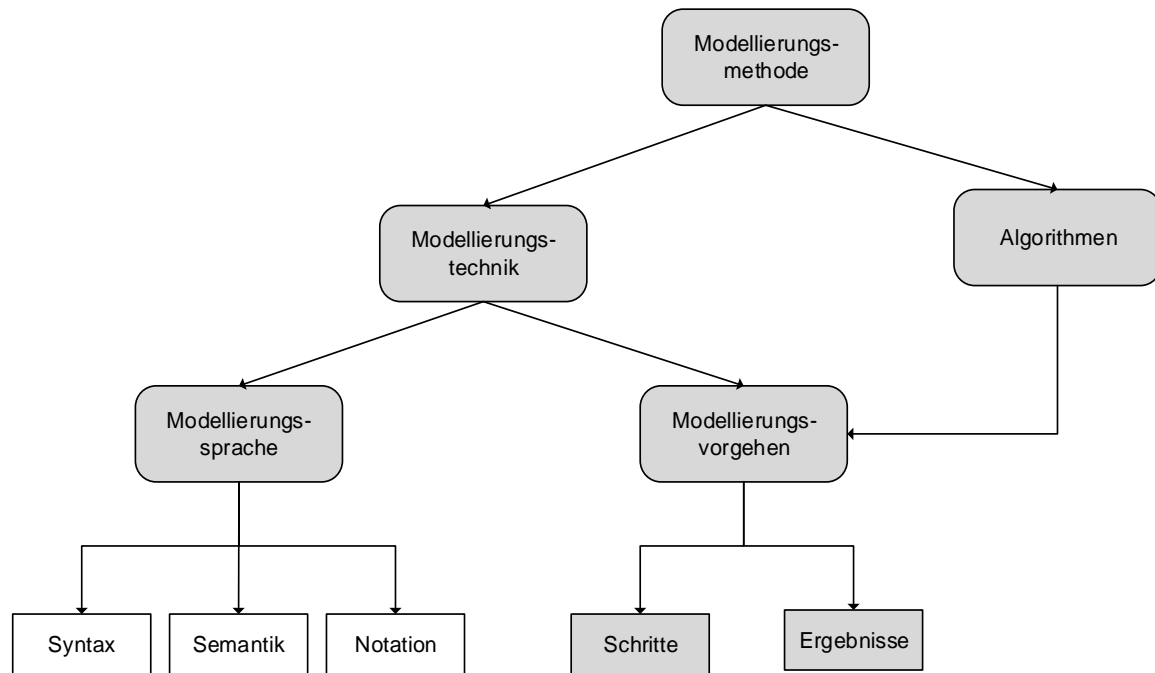 Modellierungs-
methode
Modellierungs-
technik
Algorithmen
Modellierungs-
sprache
Modellierungs-
vorgehen
Syntax
Semantik
Notation
Schritte
Ergebnisse